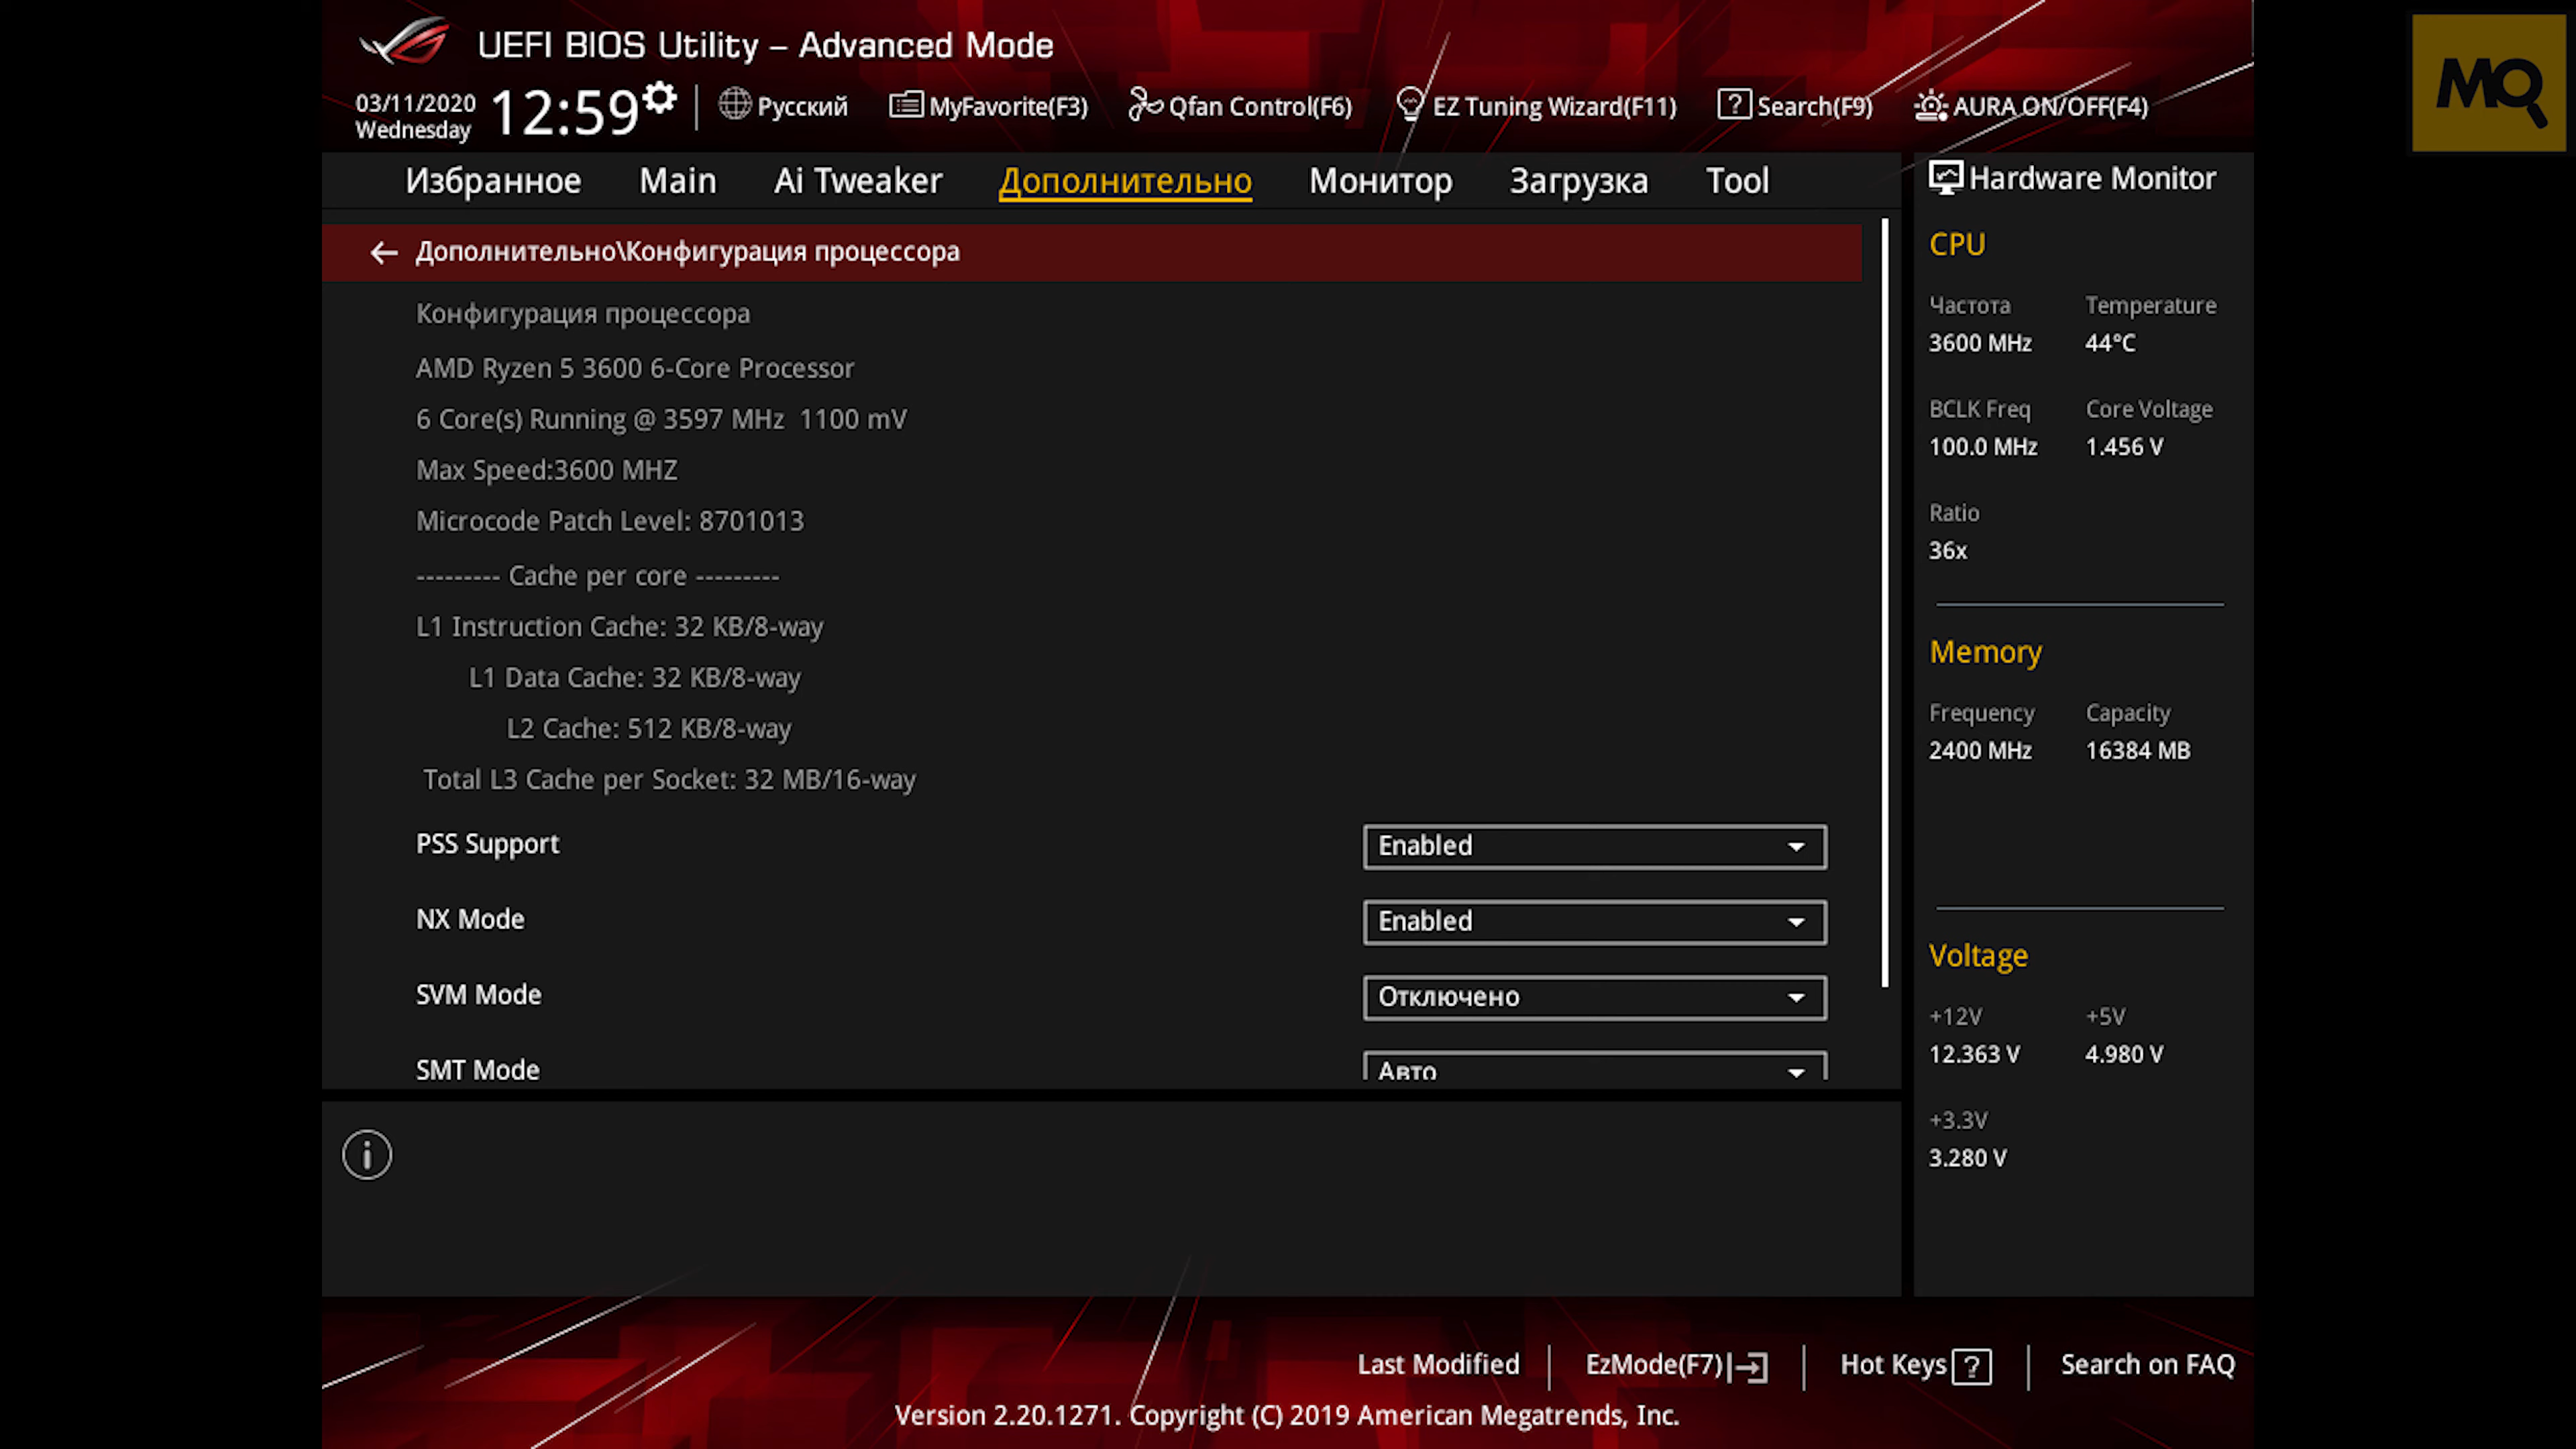 UEFI BIOS Utility – Advanced Mode
03/11/2020
Wednesday
12:59
Русский
MyFavorite(F3)
Qfan Control(F6)
EZ Tuning Wizard(F11)
Search(F9)
AURA ON/OFF(F4)
MQ
Избранное
Main
Ai Tweaker
Дополнительно
Монитор
Загрузка
Tool
Дополнительно\Конфигурация процессора
Конфигурация процессора
AMD Ryzen 5 3600 6-Core Processor
6 Core(s) Running @ 3597 MHz 1100 mV
Max Speed:3600 MHZ
Microcode Patch Level: 8701013
--------- Cache per core ---------
L1 Instruction Cache: 32 KB/8-way
L1 Data Cache: 32 KB/8-way
L2 Cache: 512 KB/8-way
Total L3 Cache per Socket: 32 MB/16-way
PSS Support
Enabled
NX Mode
Enabled
SVM Mode
Отключено
SMT Mode
Авто
Hardware Monitor
CPU
Частота Temperature
3600 MHz 44°C
BCLK Freq Core Voltage
100.0 MHz 1.456 V
Ratio
36x
Memory
Frequency Capacity
2400 MHz 16384 MB
Voltage
+12V +5V
12.363 V 4.980 V
+3.3V
3.280 V
Last Modified
EzMode(F7)
Hot Keys ?
Search on FAQ
Version 2.20.1271. Copyright (C) 2019 American Megatrends, Inc.